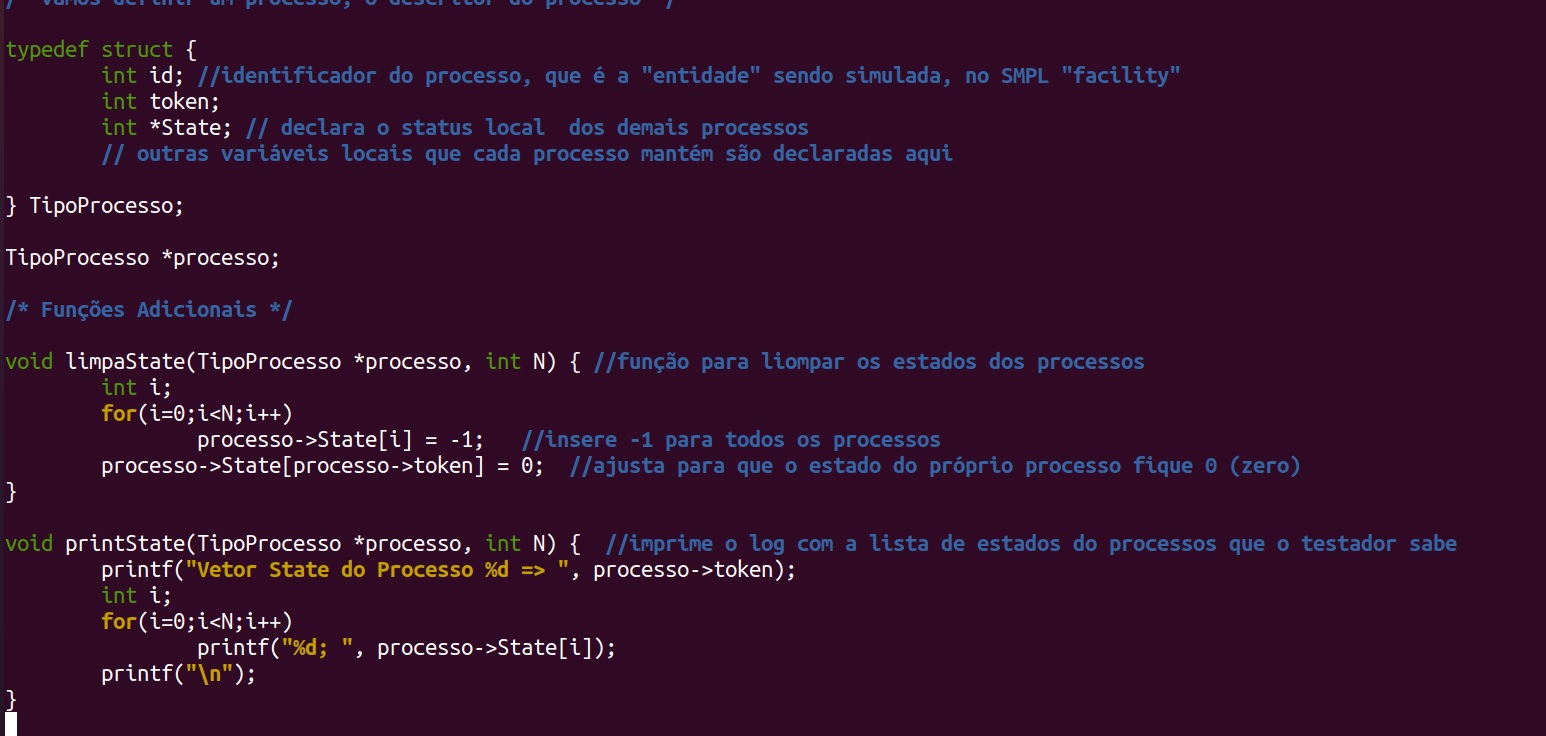 /* vamos definir um processo, o descritor do processo */
typedef struct {
int id; //identificador do processo, que é a "entidade" sendo simulada, no SMPL "facility"
int token;
int *State; // declara o status local  dos demais processos
// outras variáveis locais que cada processo mantém são declaradas aqui
} TipoProcesso;
TipoProcesso *processo;
/* Funções Adicionais */
void limpaState(TipoProcesso *processo, int N) { //função para liompar os estados dos processos
int i;
for(i=0;i<N;i++)
processo->State[i] = -1;   //insere -1 para todos os processos
processo->State[processo->token] = 0;  //ajusta para que o estado do próprio processo fique 0 (zero)
}
void printState(TipoProcesso *processo, int N) {  //imprime o log com a lista de estados do processos que o testador sabe
printf("Vetor State do Processo %d => ", processo->token);
int i;
for(i=0;i<N;i++)
printf("%d; ", processo->State[i]);
printf("\n");
}